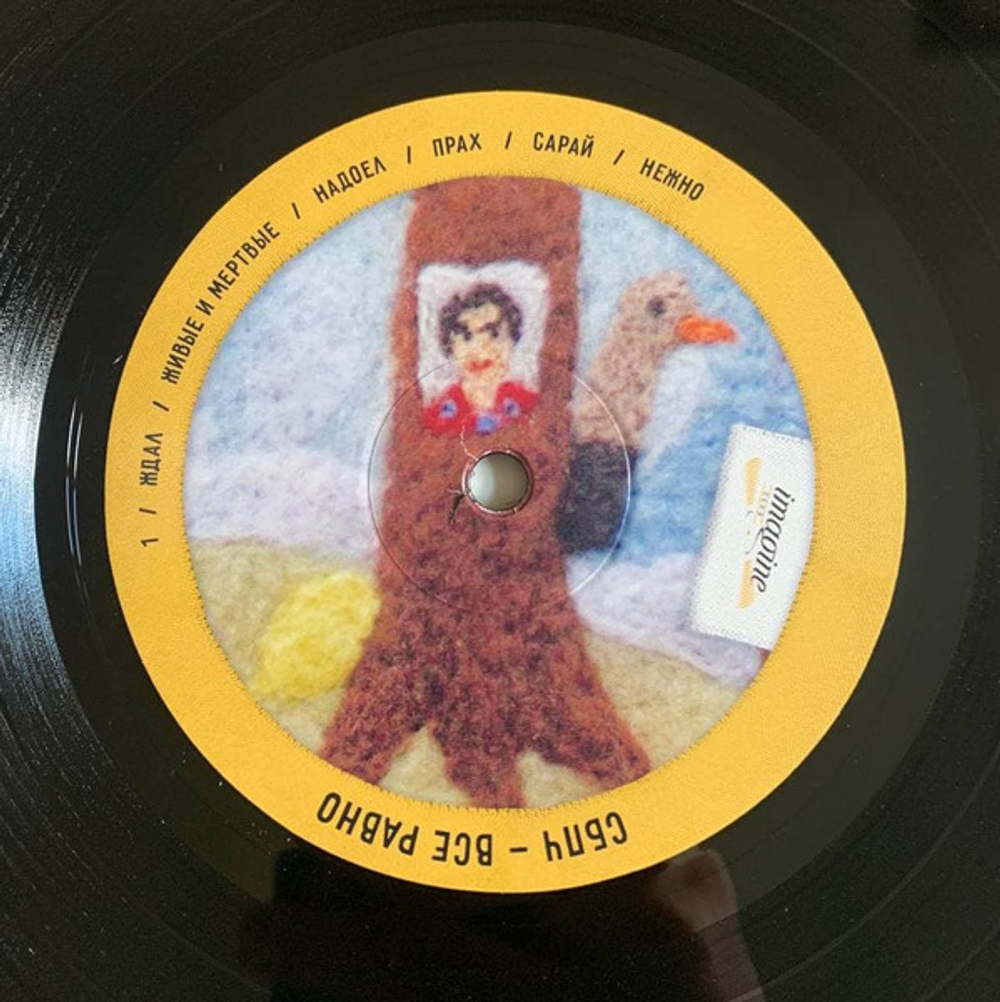 1 / ЖДАЛ / ЖИВЫЕ И МЕРТВЫЕ / НАДОЕЛ / ПРАХ / САРАЙ / НЕЖНО
imagine
СБПЧ – ВСЕ РАВНО